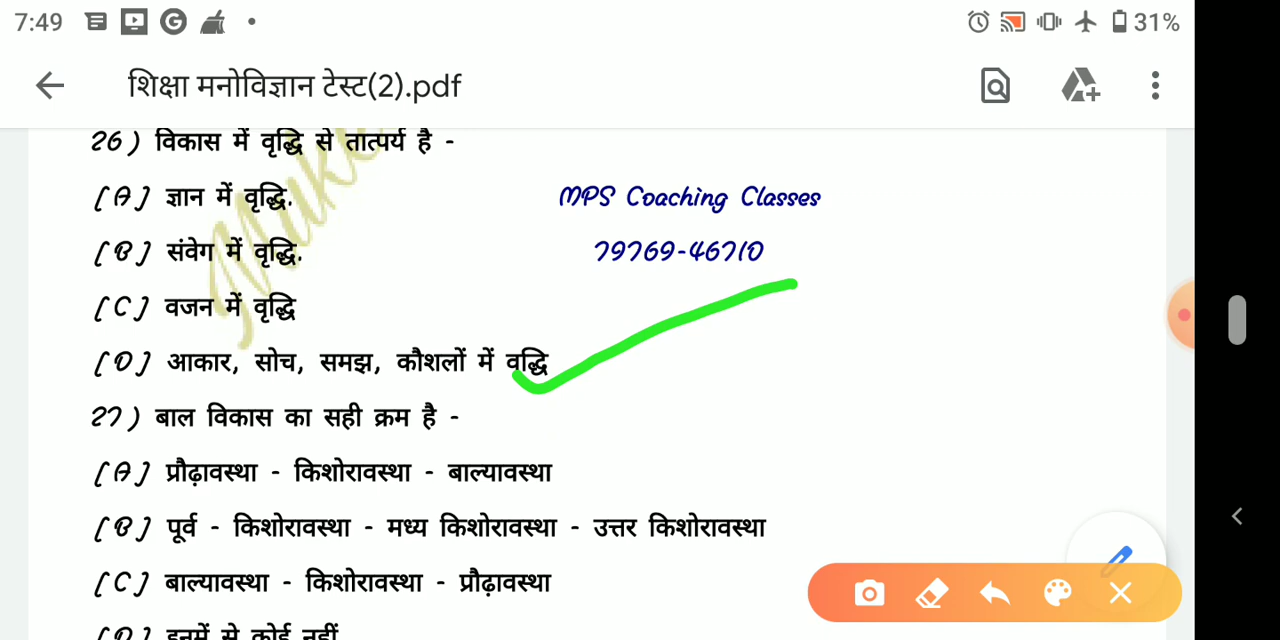 7:49 31%
शिक्षा मनोविज्ञान टेस्ट(2).pdf
26) विकास में वृद्धि से तात्पर्य है -
[A] ज्ञान में वृद्धि.
MPS Coaching Classes
[B] संवेग में वृद्धि.
79769-46710
[C] वजन में वृद्धि
[D] आकार, सोच, समझ, कौशलों में वृद्धि
27) बाल विकास का सही क्रम है -
[A] प्रौढ़ावस्था - किशोरावस्था - बाल्यावस्था
[B] पूर्व - किशोरावस्था - मध्य किशोरावस्था - उत्तर किशोरावस्था
[C] बाल्यावस्था - किशोरावस्था - प्रौढ़ावस्था
[D] इनमें से कोई नहीं